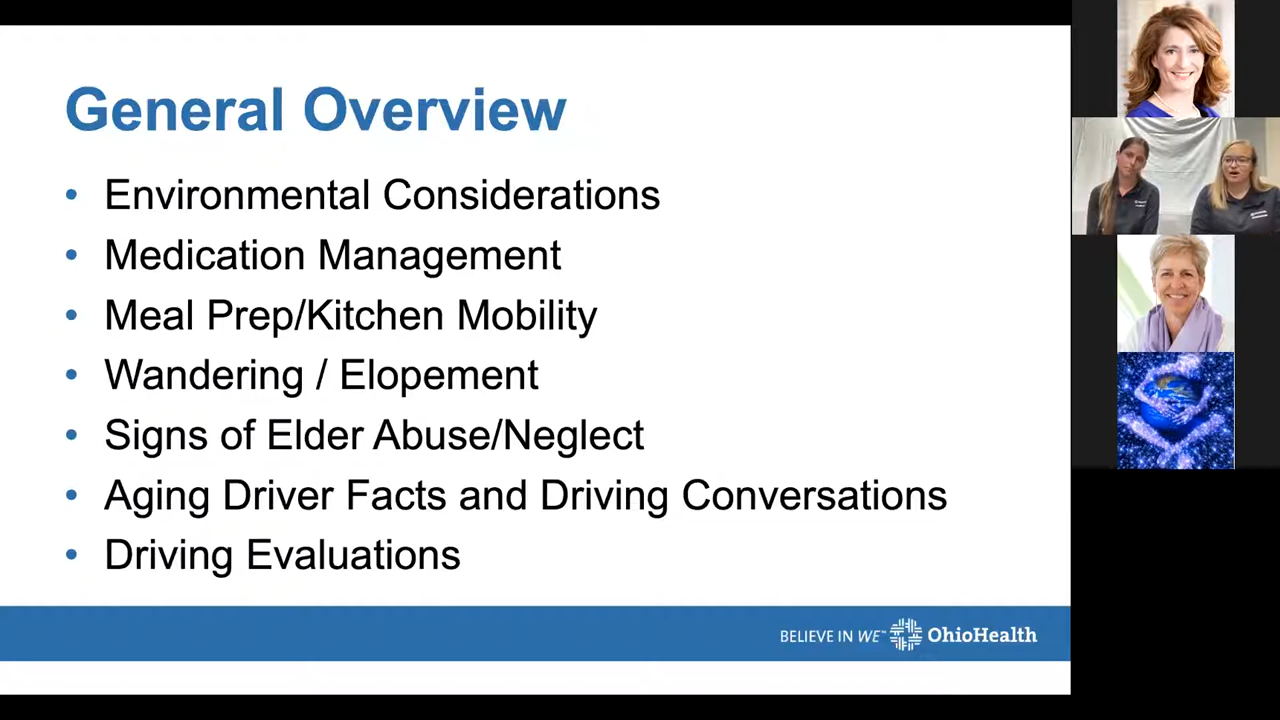 General Overview
• Environmental Considerations
• Medication Management
• Meal Prep/Kitchen Mobility
• Wandering / Elopement
• Signs of Elder Abuse/Neglect
• Aging Driver Facts and Driving Conversations
• Driving Evaluations
BELIEVE IN WE™ OhioHealth